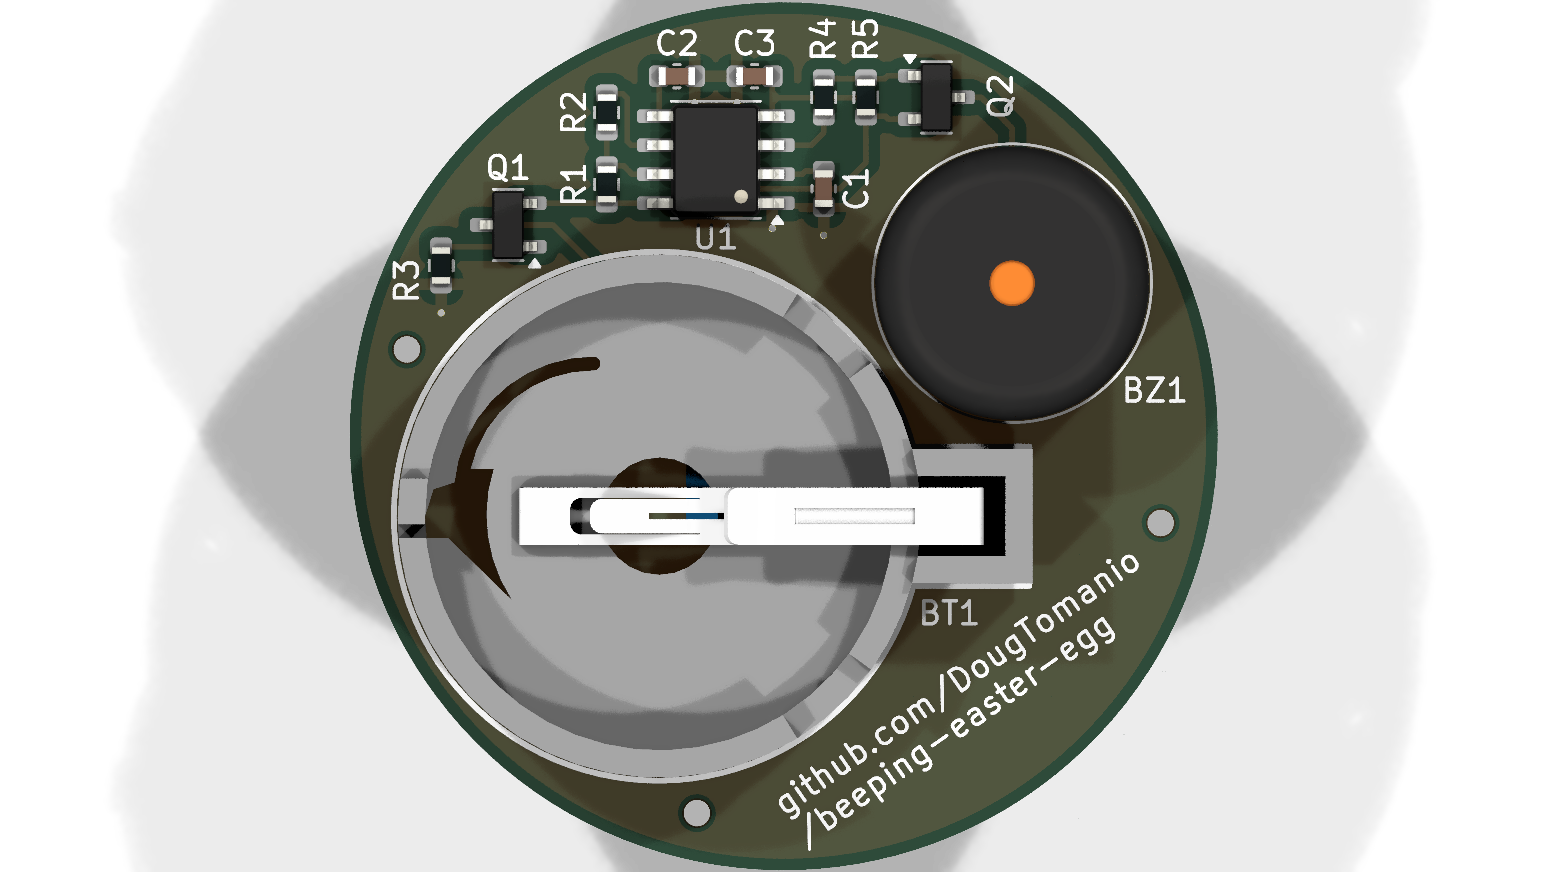 C2
C3
R4
R5
R2
Q2
Q1
R1
C1
U1
R3
BZ1
BT1
github.com/DougTomanio
/beeping-easter-egg